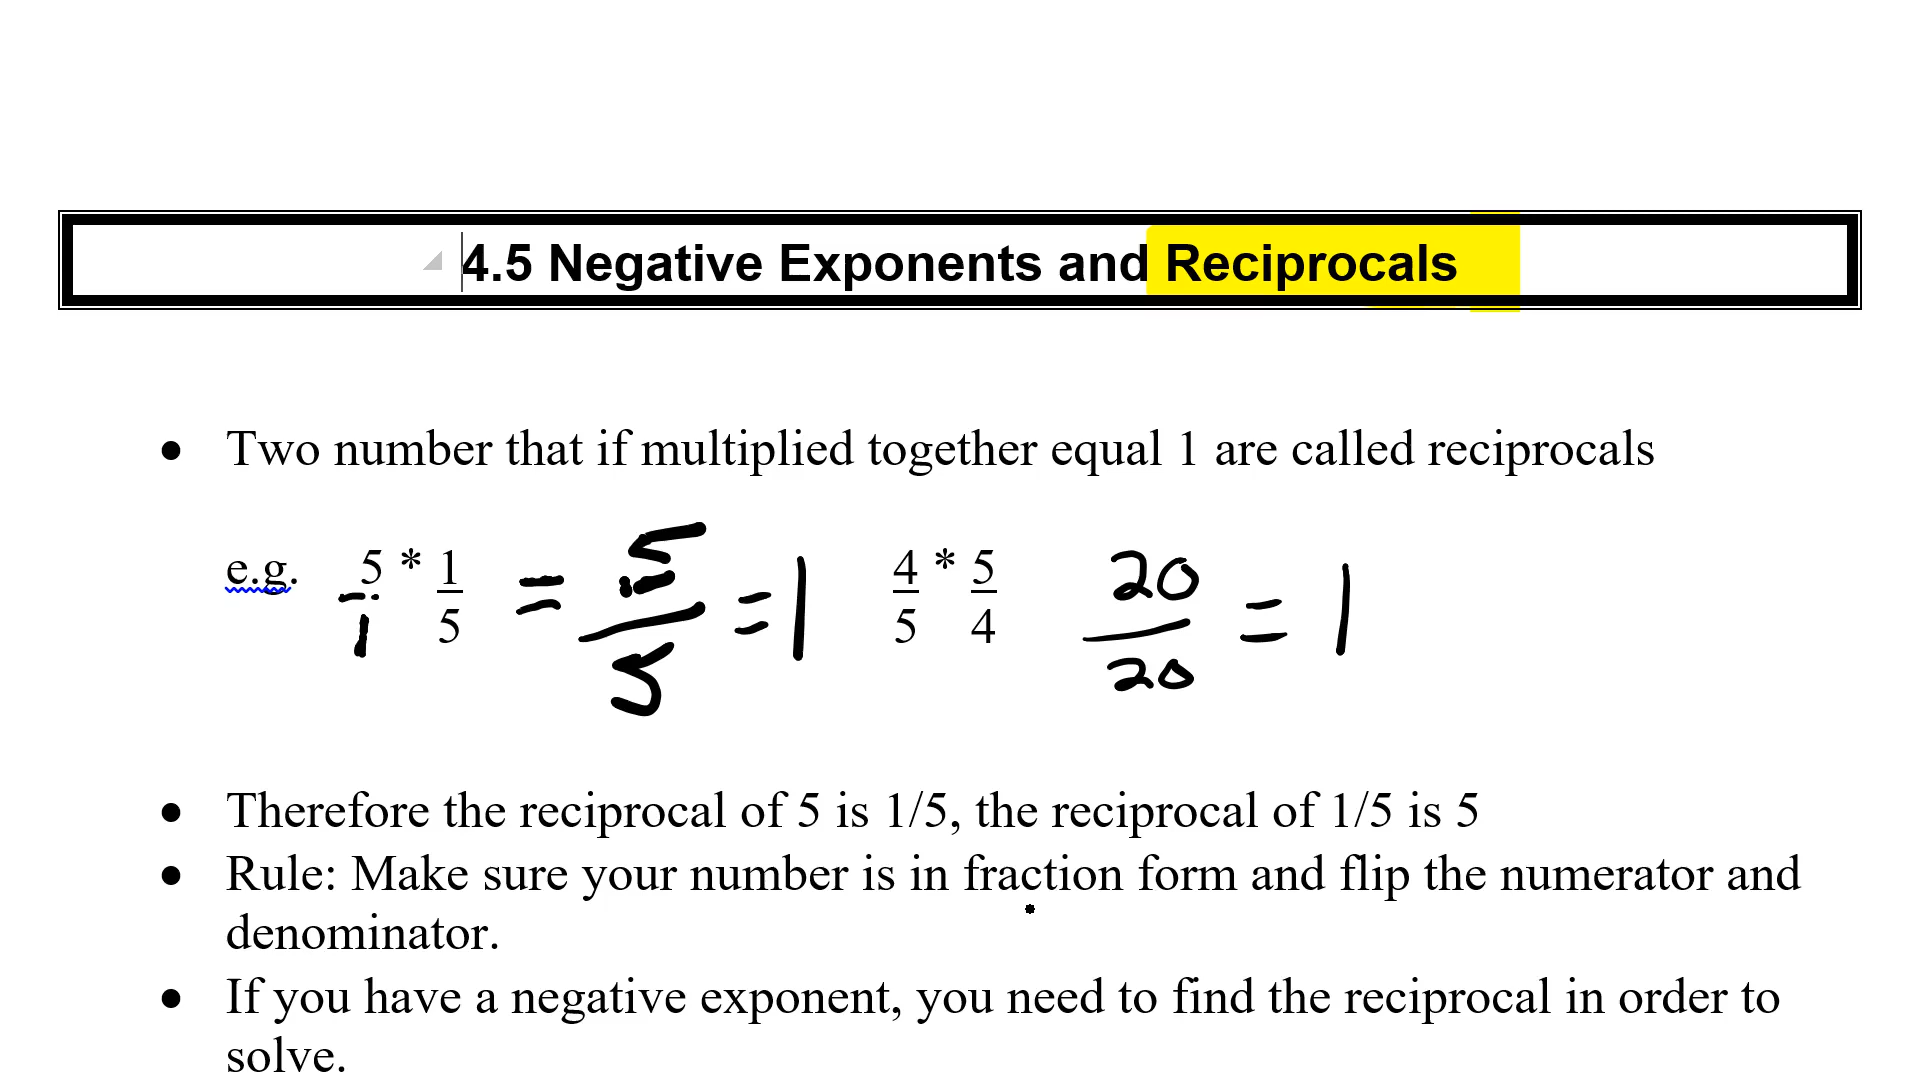 4.5 Negative Exponents and Reciprocals
• Two number that if multiplied together equal 1 are called reciprocals
e.g. 5/1 * 1/5 = 5/5 = 1 4/5 * 5/4 20/20 = 1
• Therefore the reciprocal of 5 is 1/5, the reciprocal of 1/5 is 5
• Rule: Make sure your number is in fraction form and flip the numerator and
denominator.
• If you have a negative exponent, you need to find the reciprocal in order to
solve.